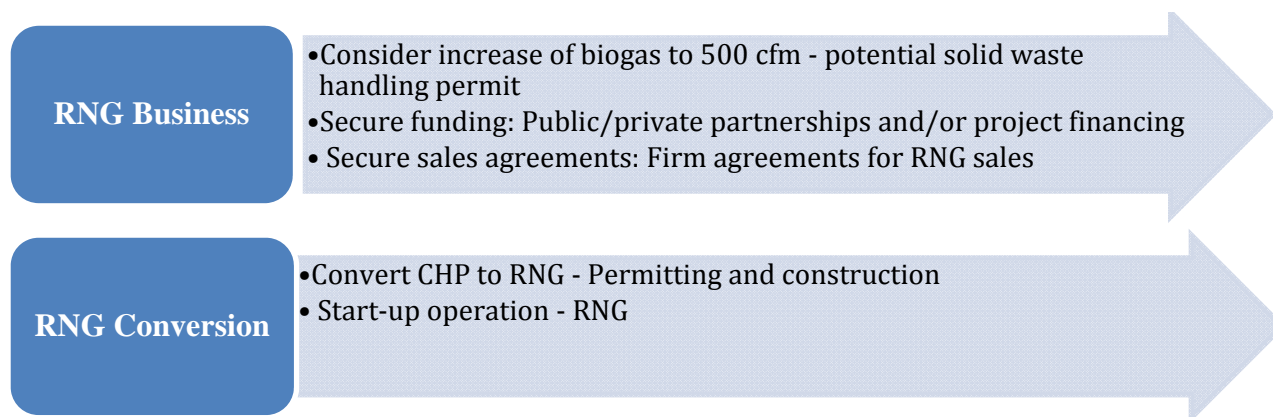 RNG Business
•Consider increase of biogas to 500 cfm - potential solid waste
handling permit
•Secure funding: Public/private partnerships and/or project financing
• Secure sales agreements: Firm agreements for RNG sales
RNG Conversion
•Convert CHP to RNG - Permitting and construction
• Start-up operation - RNG